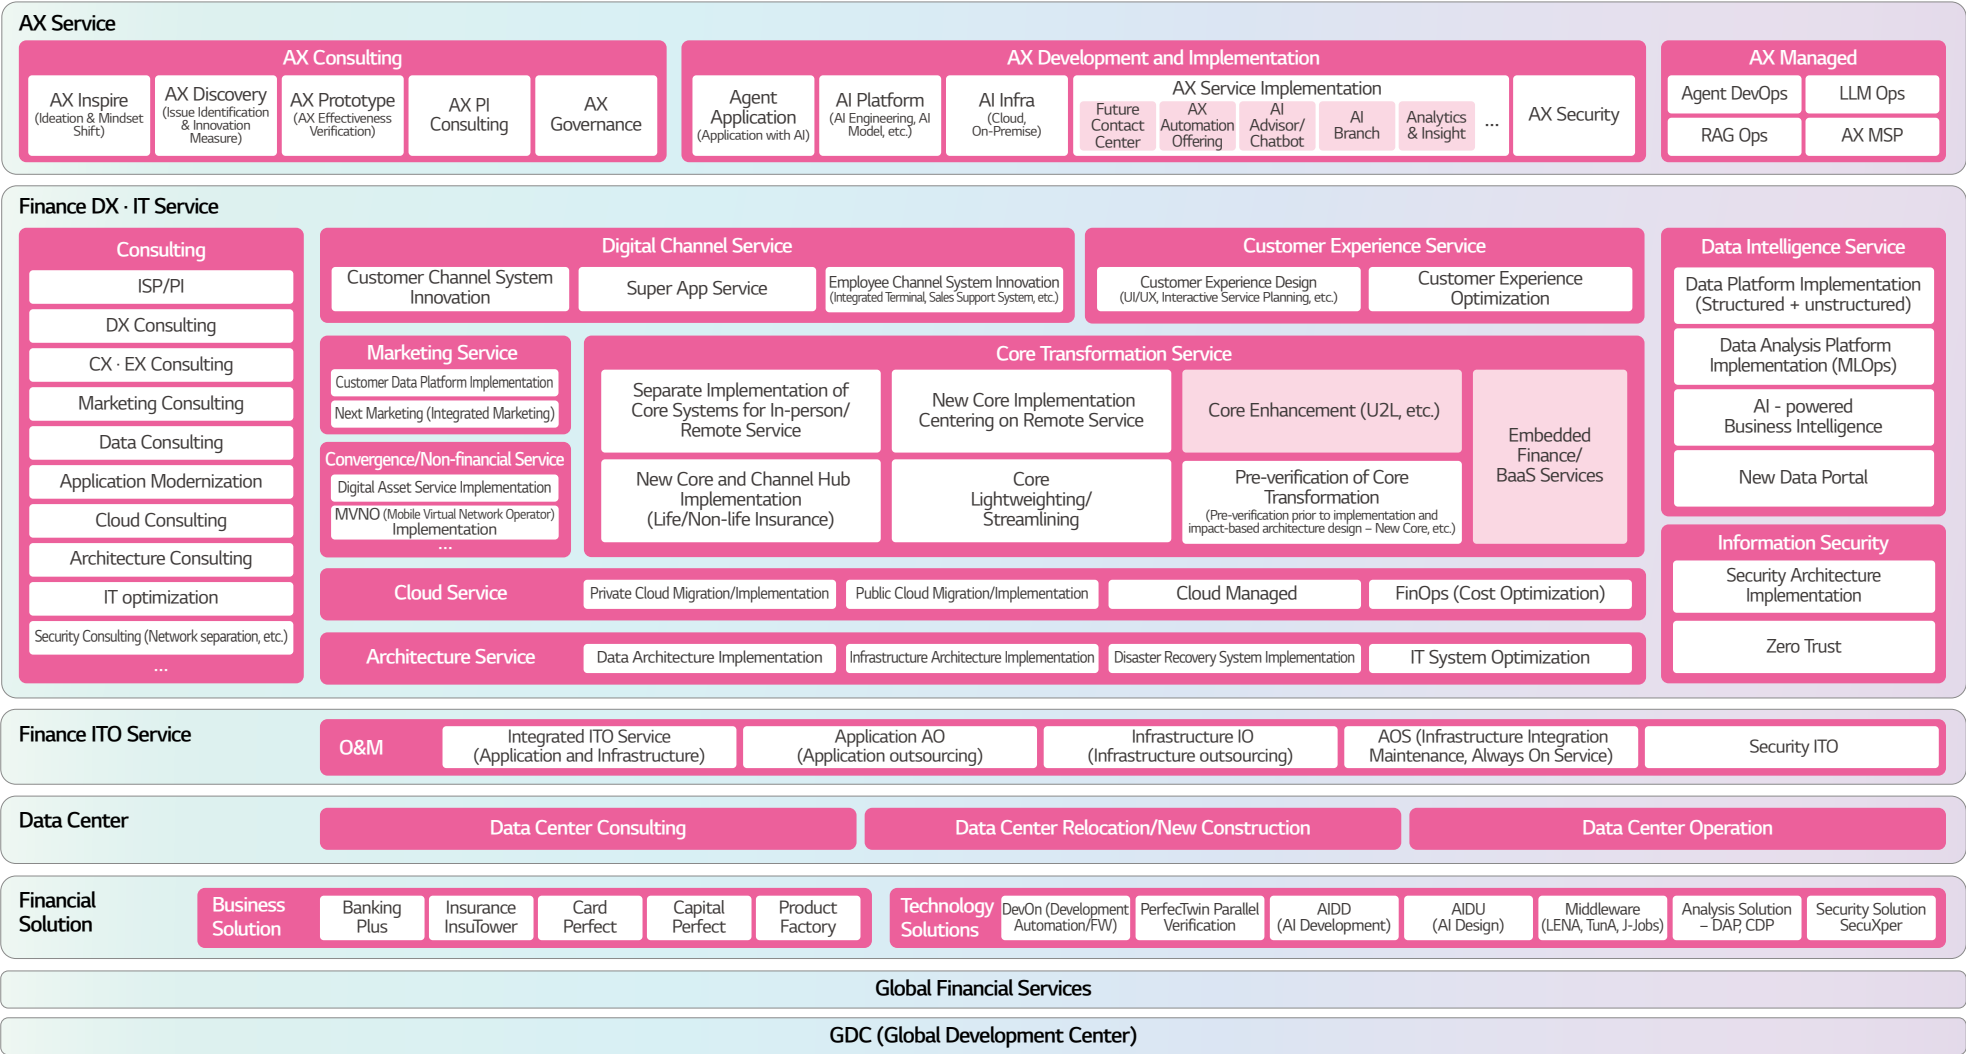 AX Service
AX Consulting
AX Inspire
(Ideation & Mindset
Shift)
AX Discovery
(Issue Identification
& Innovation
Measure)
AX Prototype
(AX Effectiveness
Verification)
AX PI
Consulting
AX
Governance
AX Development and Implementation
Agent
Application
(Application with AI)
AI Platform
(AI Engineering, AI
Model, etc.)
AI Infra
(Cloud,
On-Premise)
AX Service Implementation
Future
Contact
Center
AX
Automation
Offering
AI
Advisor/
Chatbot
AI
Branch
Analytics
& Insight
...
AX Security
AX Managed
Agent DevOps
LLM Ops
RAG Ops
AX MSP
Finance DX · IT Service
Consulting
ISP/PI
DX Consulting
CX · EX Consulting
Marketing Consulting
Data Consulting
Application Modernization
Cloud Consulting
Architecture Consulting
IT optimization
Security Consulting (Network separation, etc.)
...
Digital Channel Service
Customer Channel System
Innovation
Super App Service
Employee Channel System Innovation
(Integrated Terminal, Sales Support System, etc.)
Customer Experience Service
Customer Experience Design
(UI/UX, Interactive Service Planning, etc.)
Customer Experience
Optimization
Marketing Service
Customer Data Platform Implementation
Next Marketing (Integrated Marketing)
Convergence/Non-financial Service
Digital Asset Service Implementation
MVNO (Mobile Virtual Network Operator)
Implementation
...
Core Transformation Service
Separate Implementation of
Core Systems for In-person/
Remote Service
New Core Implementation
Centering on Remote Service
Core Enhancement (U2L, etc.)
New Core and Channel Hub
Implementation
(Life/Non-life Insurance)
Core
Lightweighting/
Streamlining
Pre-verification of Core
Transformation
(Pre-verification prior to implementation and
impact-based architecture design – New Core, etc.)
Embedded
Finance/
BaaS Services
Cloud Service
Private Cloud Migration/Implementation
Public Cloud Migration/Implementation
Cloud Managed
FinOps (Cost Optimization)
Architecture Service
Data Architecture Implementation
Infrastructure Architecture Implementation
Disaster Recovery System Implementation
IT System Optimization
Data Intelligence Service
Data Platform Implementation
(Structured + unstructured)
Data Analysis Platform
Implementation (MLOps)
AI - powered
Business Intelligence
New Data Portal
Information Security
Security Architecture
Implementation
Zero Trust
Finance ITO Service
O&M
Integrated ITO Service
(Application and Infrastructure)
Application AO
(Application outsourcing)
Infrastructure IO
(Infrastructure outsourcing)
AOS (Infrastructure Integration
Maintenance, Always On Service)
Security ITO
Data Center
Data Center Consulting
Data Center Relocation/New Construction
Data Center Operation
Financial
Solution
Business
Solution
Banking
Plus
Insurance
InsuTower
Card
Perfect
Capital
Perfect
Product
Factory
Technology
Solutions
DevOn (Development
Automation/FW)
PerfecTwin Parallel
Verification
AIDD
(AI Development)
AIDU
(AI Design)
Middleware
(LENA, TunA, J-Jobs)
Analysis Solution
– DAP, CDP
Security Solution
SecuXper
Global Financial Services
GDC (Global Development Center)